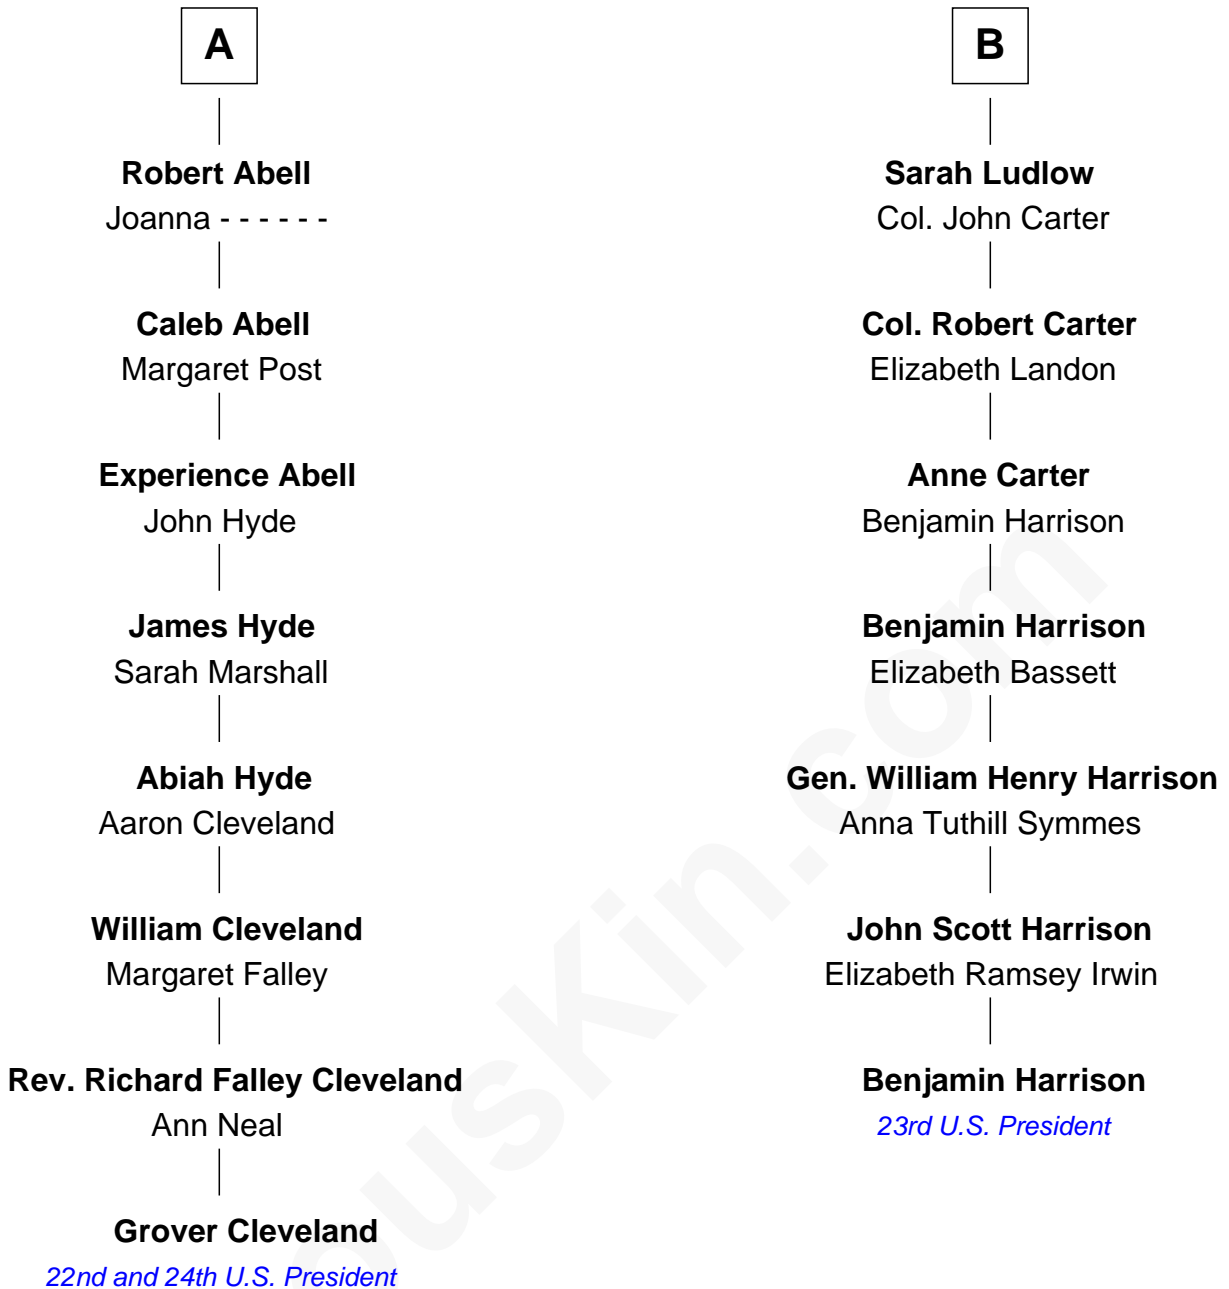 A
Robert Abell
Joanna - - - - - -
Caleb Abell
Margaret Post
Experience Abell
John Hyde
James Hyde
Sarah Marshall
Abiah Hyde
Aaron Cleveland
William Cleveland
Margaret Falley
Rev. Richard Falley Cleveland
Ann Neal
Grover Cleveland
22nd and 24th U.S. President
B
Sarah Ludlow
Col. John Carter
Col. Robert Carter
Elizabeth Landon
Anne Carter
Benjamin Harrison
Benjamin Harrison
Elizabeth Bassett
Gen. William Henry Harrison
Anna Tuthill Symmes
John Scott Harrison
Elizabeth Ramsey Irwin
Benjamin Harrison
23rd U.S. President
ousKin.com